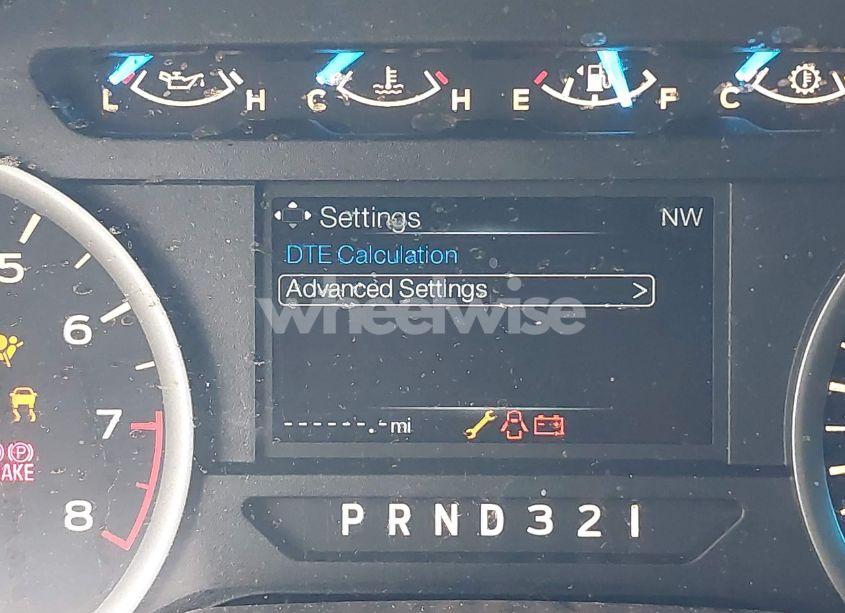 L H C H E F C
Settings NW
DTE Calculation
Advanced Settings >
wheelwise
5
6
7
8
(P)
AKE
------.- mi
P R N D 3 2 1